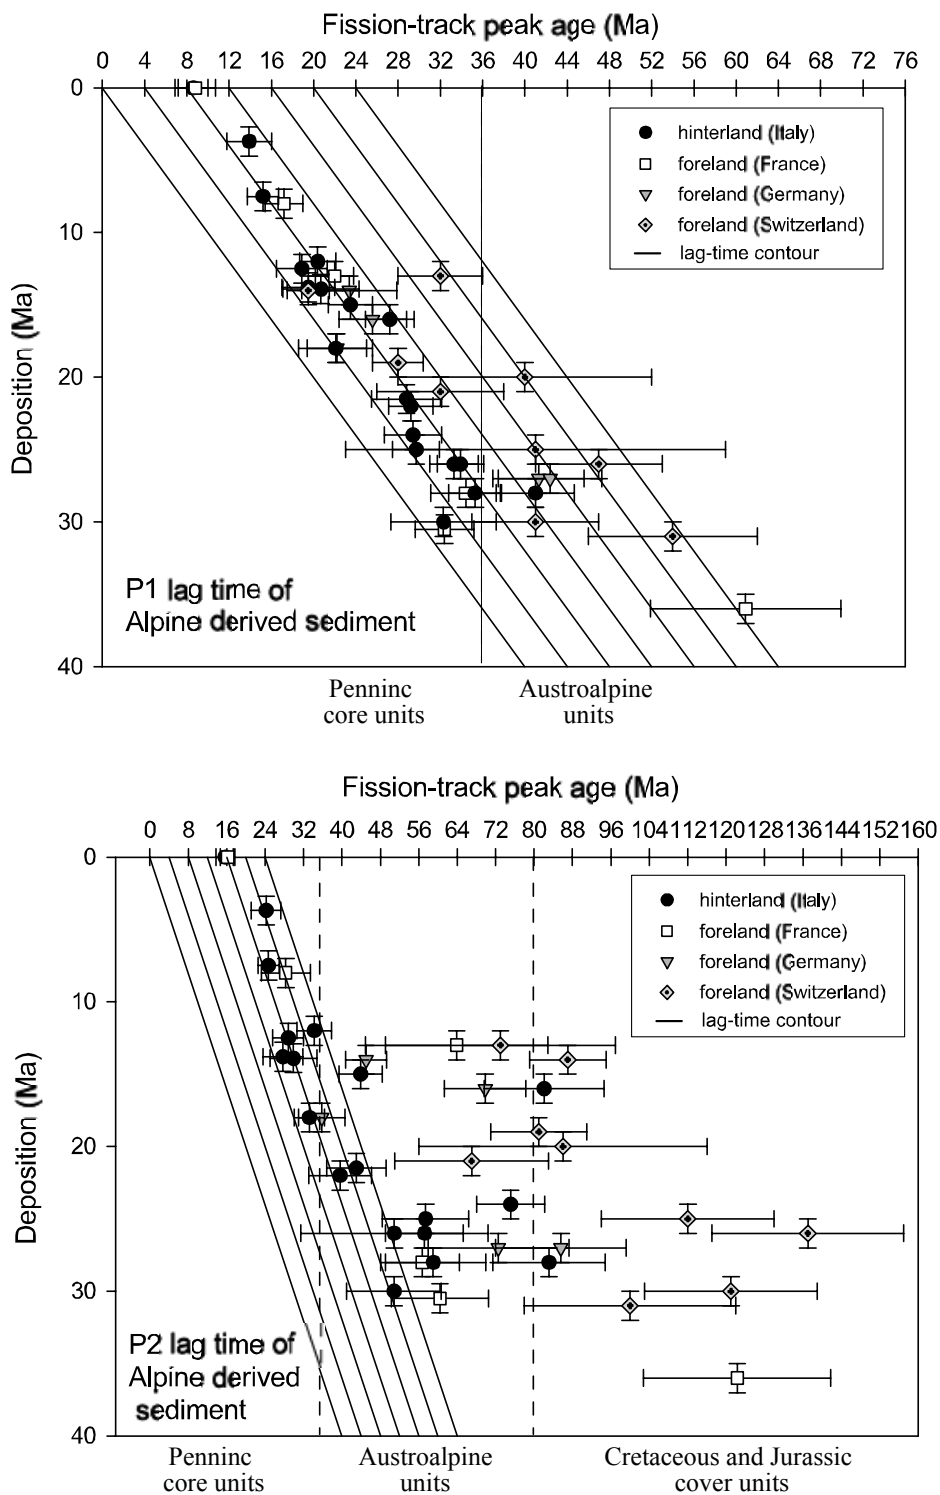 Fission-track peak age (Ma)
0 4 8 12 16 20 24 28 32 36 40 44 48 52 56 60 64 68 72 76
0
hinterland (Italy)
foreland (France)
foreland (Germany)
foreland (Switzerland)
lag-time contour
10
Deposition (Ma)
20
30
P1 lag time of
Alpine derived sediment
40
Penninc
core units
Austroalpine
units
Fission-track peak age (Ma)
0 8 16 24 32 40 48 56 64 72 80 88 96 104 112 120 128 136 144 152 160
0
hinterland (Italy)
foreland (France)
foreland (Germany)
foreland (Switzerland)
lag-time contour
10
Deposition (Ma)
20
30
P2 lag time of
Alpine derived
sediment
40
Penninc
core units
Austroalpine
units
Cretaceous and Jurassic
cover units